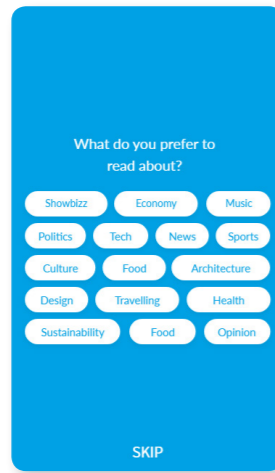 What do you prefer to
read about?
Showbizz Economy Music
Politics Tech News Sports
Culture Food Architecture
Design Travelling Health
Sustainability Food Opinion
SKIP